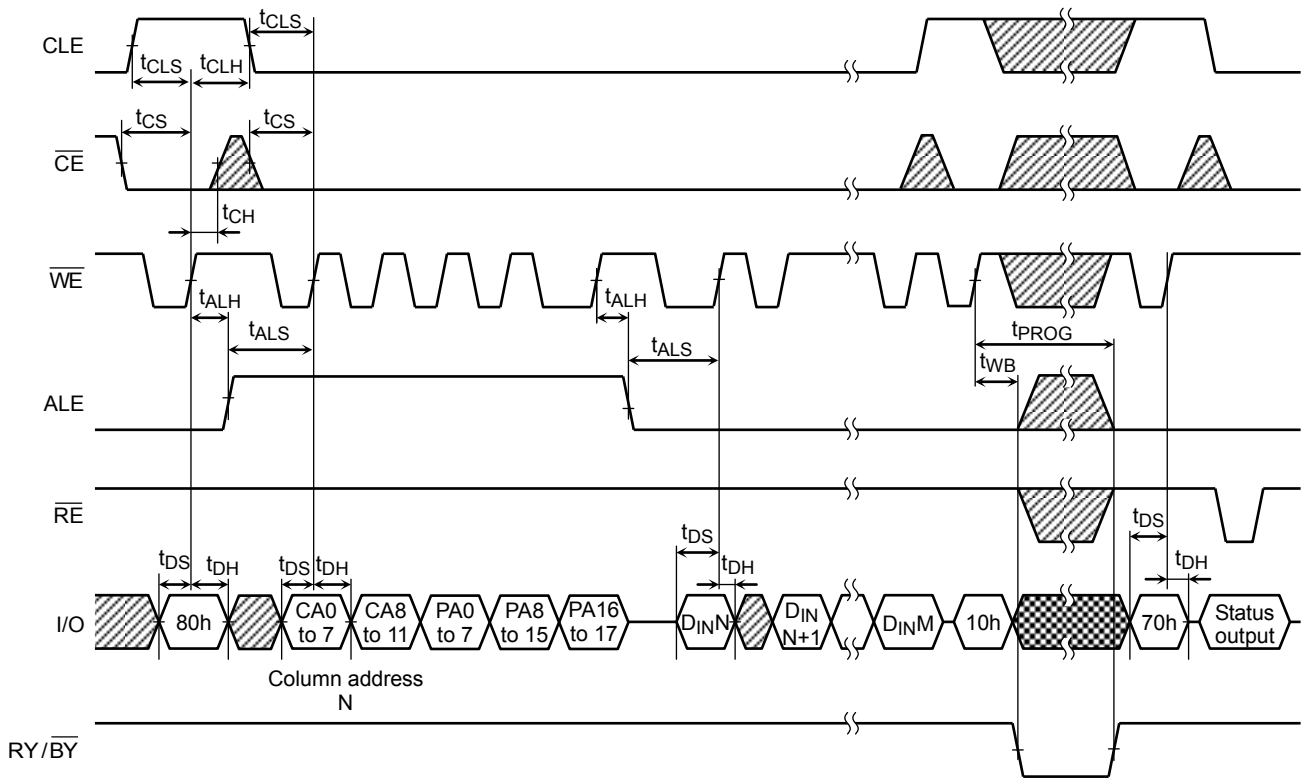 CLE
tCLS
tCLS tCLH
CE
tCS tCS
tCH
WE
tALH tALH
tALS tALS
tPROG
tWB
ALE
RE
tDS tDH tDS tDH tDS tDH tDS tDH
I/O
80h
CA0
to 7
CA8
to 11
PA0
to 7
PA8
to 15
PA16
to 17
DINN
DIN
N+1
DINM
10h
70h
Status
output
Column address
N
RY/BY